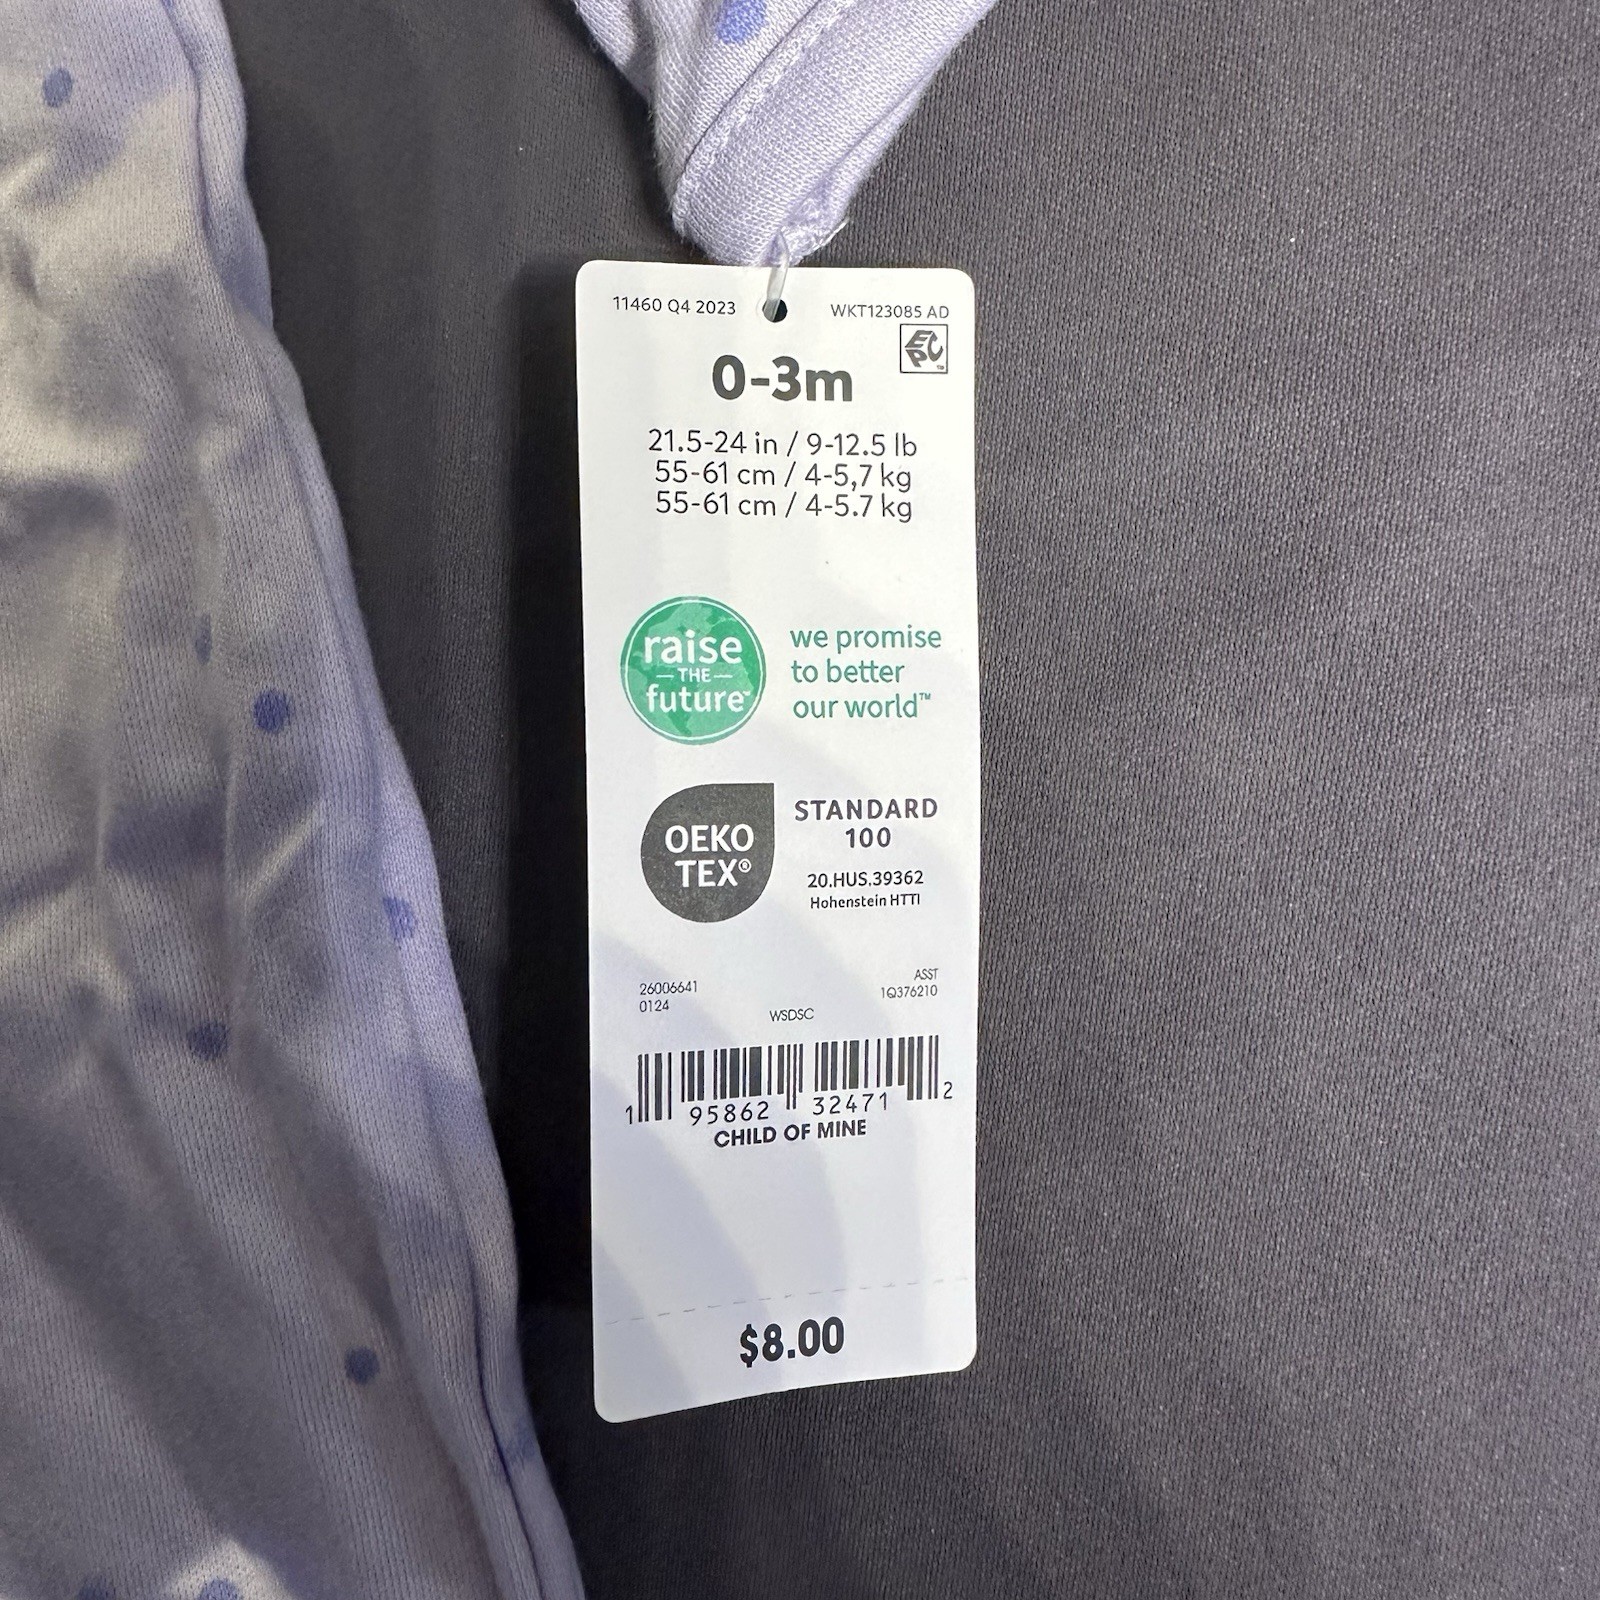 11460 Q4 2023
WKT123085 AD
EPC
0-3m
21.5-24 in / 9-12.5 lb
55-61 cm / 4-5,7 kg
55-61 cm / 4-5.7 kg
raise
THE
future™
we promise
to better
our world™
OEKO
TEX®
STANDARD
100
20.HUS.39362
Hohenstein HTTI
26006641
0124
ASST
1Q376210
WSDSC
1 95862 32471 2
CHILD OF MINE
$8.00